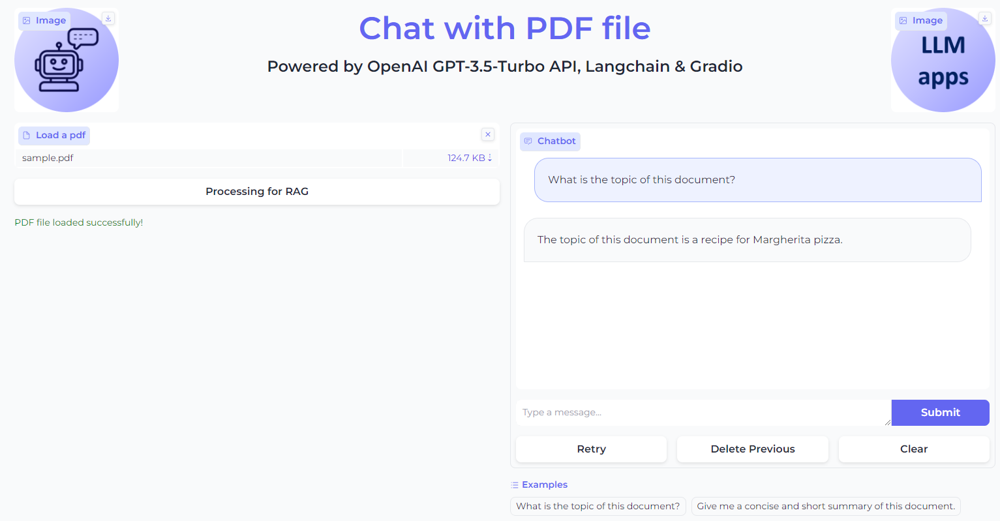 Image
Chat with PDF file
Image
LLM
apps
Powered by OpenAI GPT-3.5-Turbo API, Langchain & Gradio
Load a pdf
sample.pdf
124.7 KB ⇣
Processing for RAG
PDF file loaded successfully!
Chatbot
What is the topic of this document?
The topic of this document is a recipe for Margherita pizza.
Type a message...
Submit
Retry
Delete Previous
Clear
Examples
What is the topic of this document?
Give me a concise and short summary of this document.